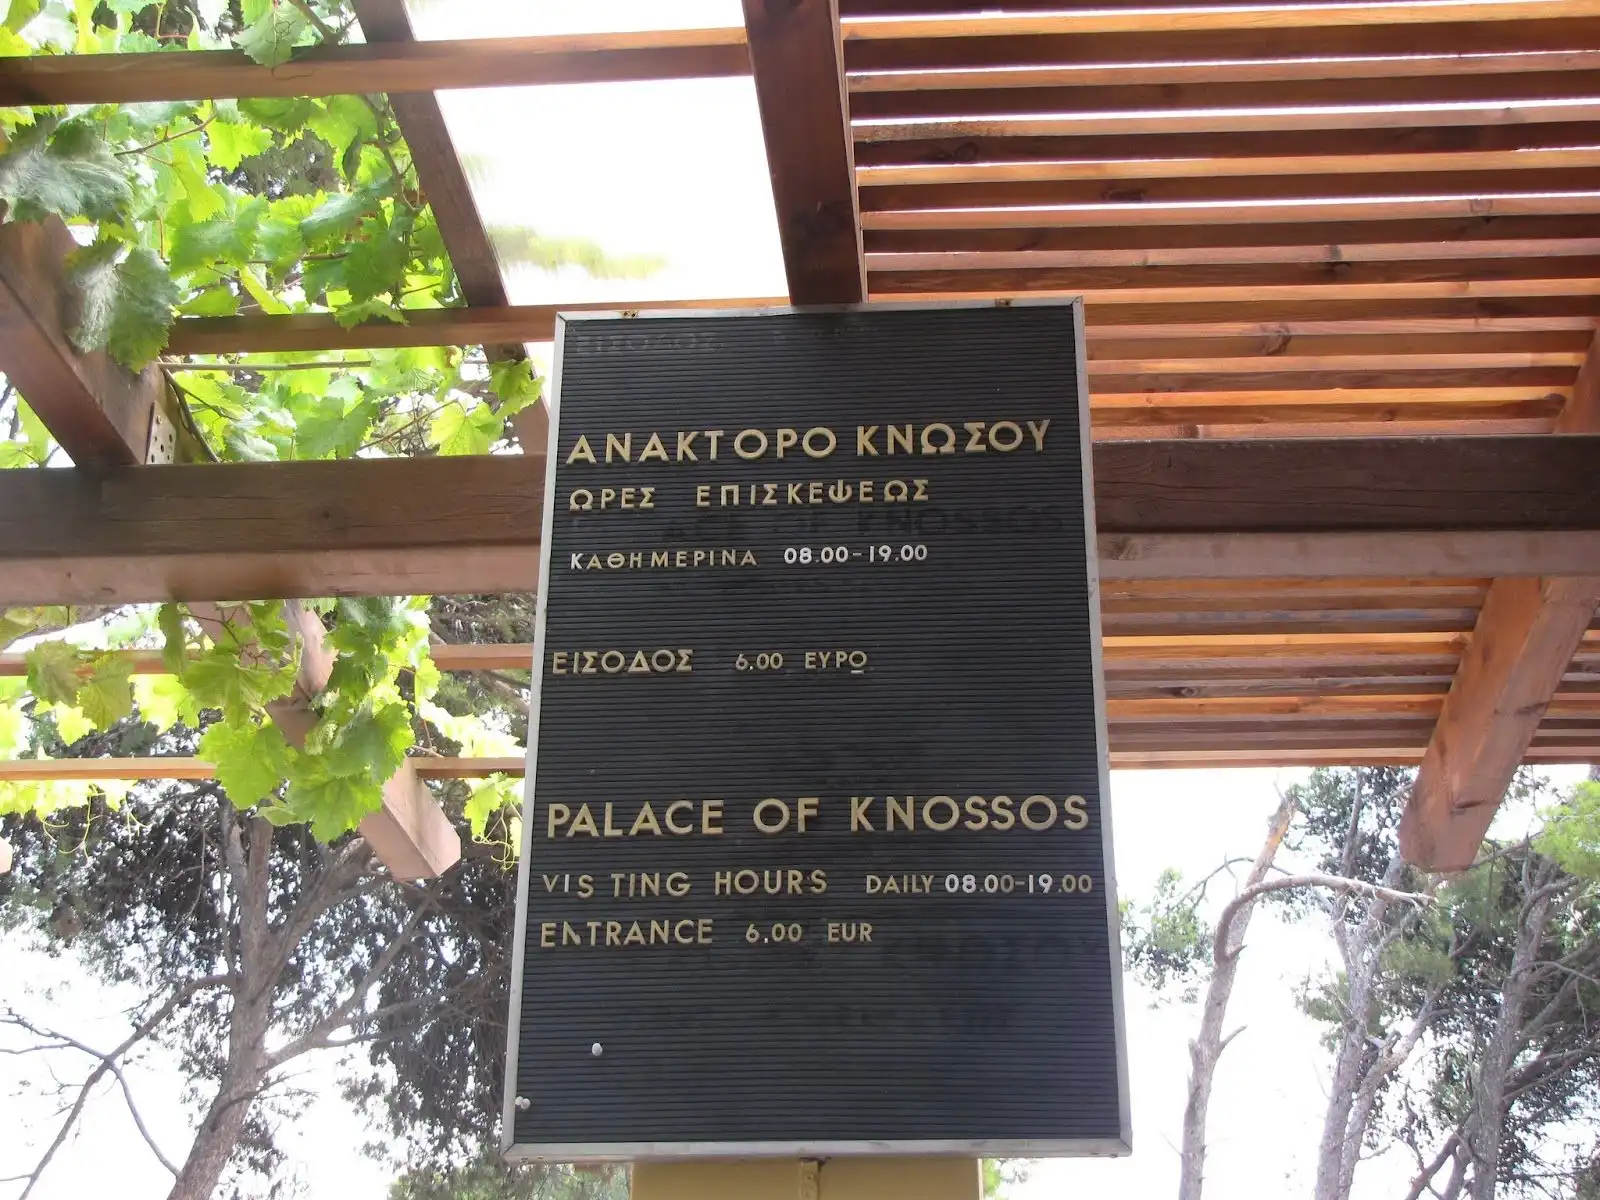 ΑΝΑΚΤΟΡΟ ΚΝΩΣΟΥ
ΩΡΕΣ ΕΠΙΣΚΕΨΕΩΣ
ΚΑΘΗΜΕΡΙΝΑ 08.00-19.00
ΕΙΣΟΔΟΣ 6.00 ΕΥΡΩ
PALACE OF KNOSSOS
VIS TING HOURS DAILY 08.00-19.00
ENTRANCE 6.00 EUR